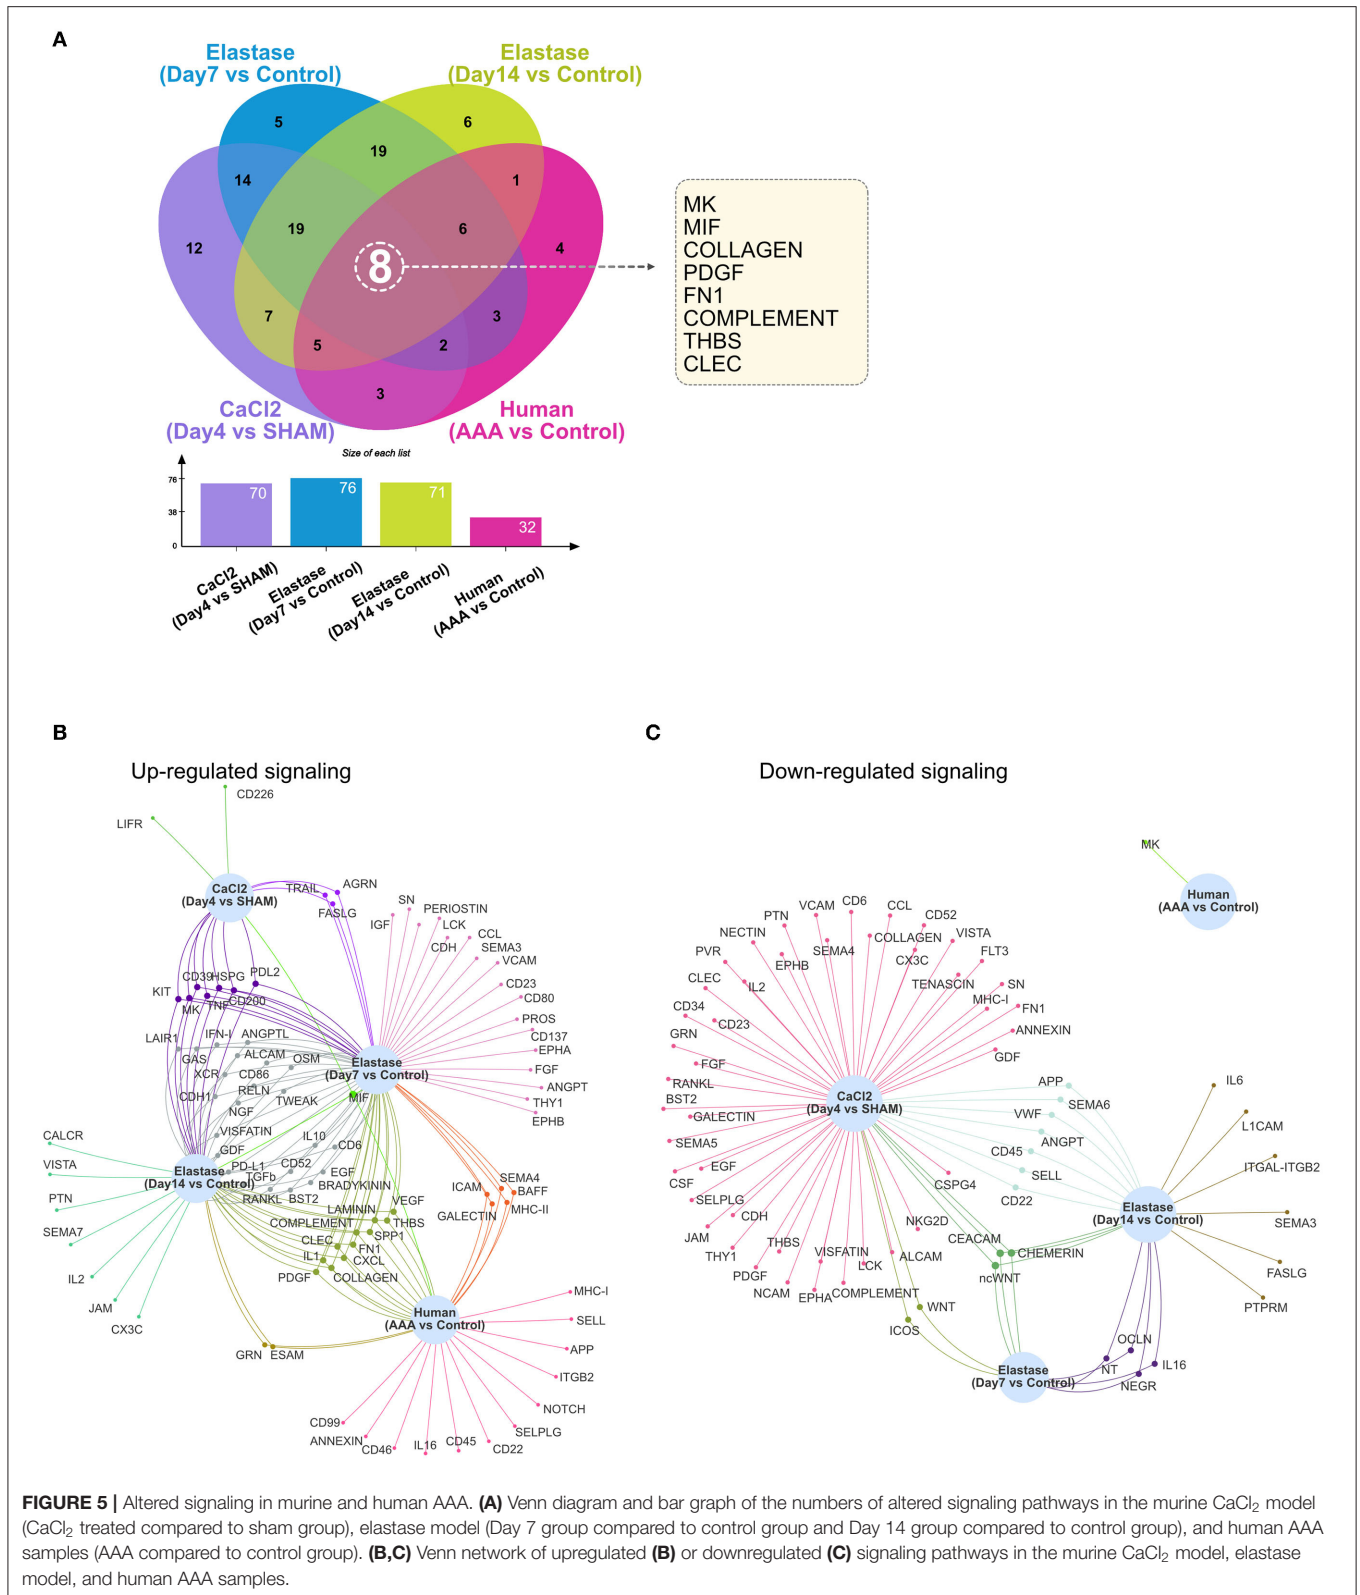 A
Elastase
(Day7 vs Control)
Elastase
(Day14 vs Control)
5
6
19
14
1
19
6
12
4
8
7
3
5
2
3
MK
MIF
COLLAGEN
PDGF
FN1
COMPLEMENT
THBS
CLEC
CaCl2
(Day4 vs SHAM)
Human
(AAA vs Control)
Size of each list
76
38
0
70
76
71
32
CaCl2
(Day4 vs SHAM)
Elastase
(Day7 vs Control)
Elastase
(Day14 vs Control)
Human
(AAA vs Control)
B
Up-regulated signaling
CD226
LIFR
CaCl2
(Day4 vs SHAM)
TRAIL
AGRN
FASLG
IGF
SN
PERIOSTIN
LCK
CDH
CCL
SEMA3
VCAM
CD23
CD80
PROS
CD137
EPHA
FGF
ANGPT
THY1
EPHB
KIT
CD39
HSPG
PDL2
MK
TNF
CD200
LAIR1
IFN-I
ANGPTL
GAS
ALCAM
OSM
XCR
CD86
CDH1
RELN
TWEAK
NGF
Elastase
(Day7 vs Control)
MIF
VISFATIN
IL10
CD6
GDF
PD-L1
CD52
TGFb
EGF
BRADYKININ
RANKL
BST2
CALCR
VISTA
PTN
SEMA7
IL2
JAM
CX3C
Elastase
(Day14 vs Control)
LAMININ
VEGF
COMPLEMENT
THBS
SPP1
CLEC
FN1
IL1
CXCL
PDGF
COLLAGEN
ICAM
SEMA4
BAFF
GALECTIN
MHC-II
GRN
ESAM
Human
(AAA vs Control)
MHC-I
SELL
APP
ITGB2
NOTCH
SELPLG
CD22
CD45
IL16
CD46
ANNEXIN
CD99
C
Down-regulated signaling
MK
Human
(AAA vs Control)
PTN
VCAM
CD6
CCL
CD52
NECTIN
SEMA4
COLLAGEN
VISTA
PVR
EPHB
CX3C
FLT3
CLEC
IL2
TENASCIN
SN
CD34
MHC-I
FN1
CD23
GRN
ANNEXIN
FGF
GDF
RANKL
BST2
GALECTIN
SEMA5
CSF
EGF
SELPLG
JAM
CDH
THY1
THBS
PDGF
NCAM
EPHA
VISFATIN
COMPLEMENT
LCK
ALCAM
NKG2D
CSPG4
CaCl2
(Day4 vs SHAM)
APP
SEMA6
VWF
ANGPT
CD45
SELL
CD22
CEACAM
CHEMERIN
ncWNT
WNT
ICOS
Elastase
(Day14 vs Control)
IL6
L1CAM
ITGAL-ITGB2
SEMA3
FASLG
PTPRM
OCLN
NT
IL16
NEGR
Elastase
(Day7 vs Control)
FIGURE 5 | Altered signaling in murine and human AAA. (A) Venn diagram and bar graph of the numbers of altered signaling pathways in the murine CaCl₂ model
(CaCl₂ treated compared to sham group), elastase model (Day 7 group compared to control group and Day 14 group compared to control group), and human AAA
samples (AAA compared to control group). (B,C) Venn network of upregulated (B) or downregulated (C) signaling pathways in the murine CaCl₂ model, elastase
model, and human AAA samples.